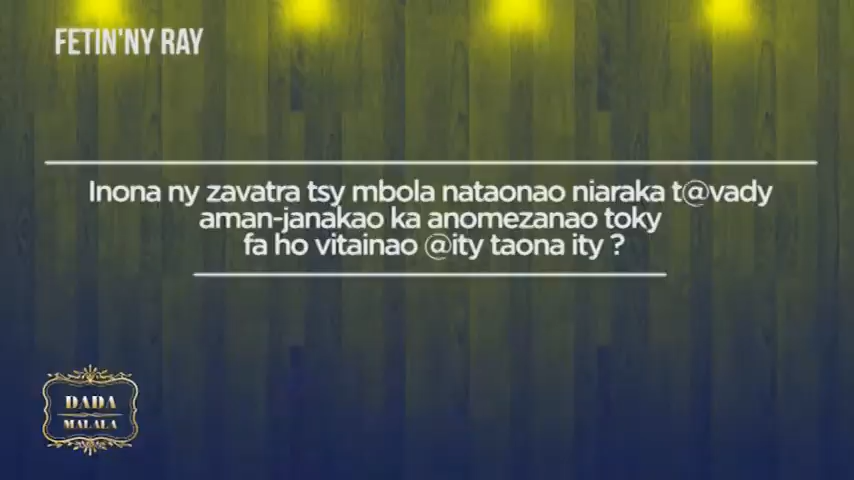 FETIN'NY RAY
Inona ny zavatra tsy mbola nataonao niaraka t@vady
aman-janakao ka anomezanao toky
fa ho vitainao @ity taona ity ?
DADA
MALALA